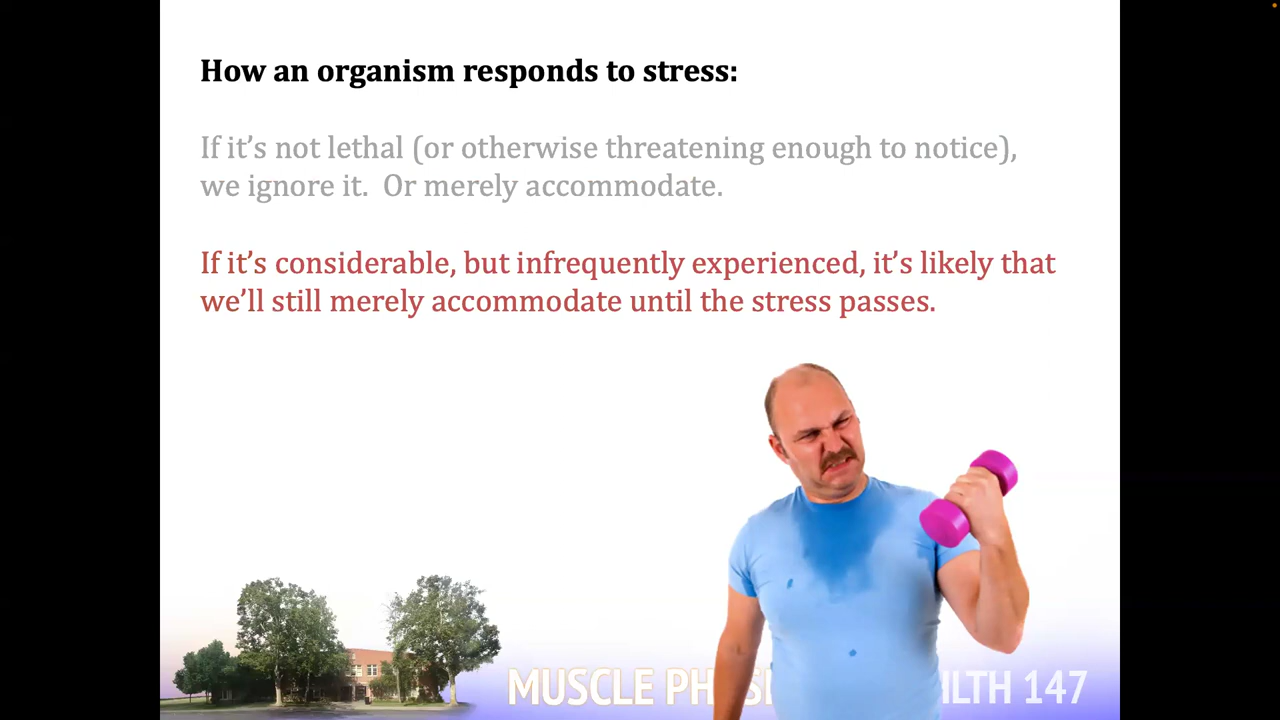 How an organism responds to stress:
If it’s not lethal (or otherwise threatening enough to notice),
we ignore it.  Or merely accommodate.
If it’s considerable, but infrequently experienced, it’s likely that
we’ll still merely accommodate until the stress passes.
MUSCLE 147